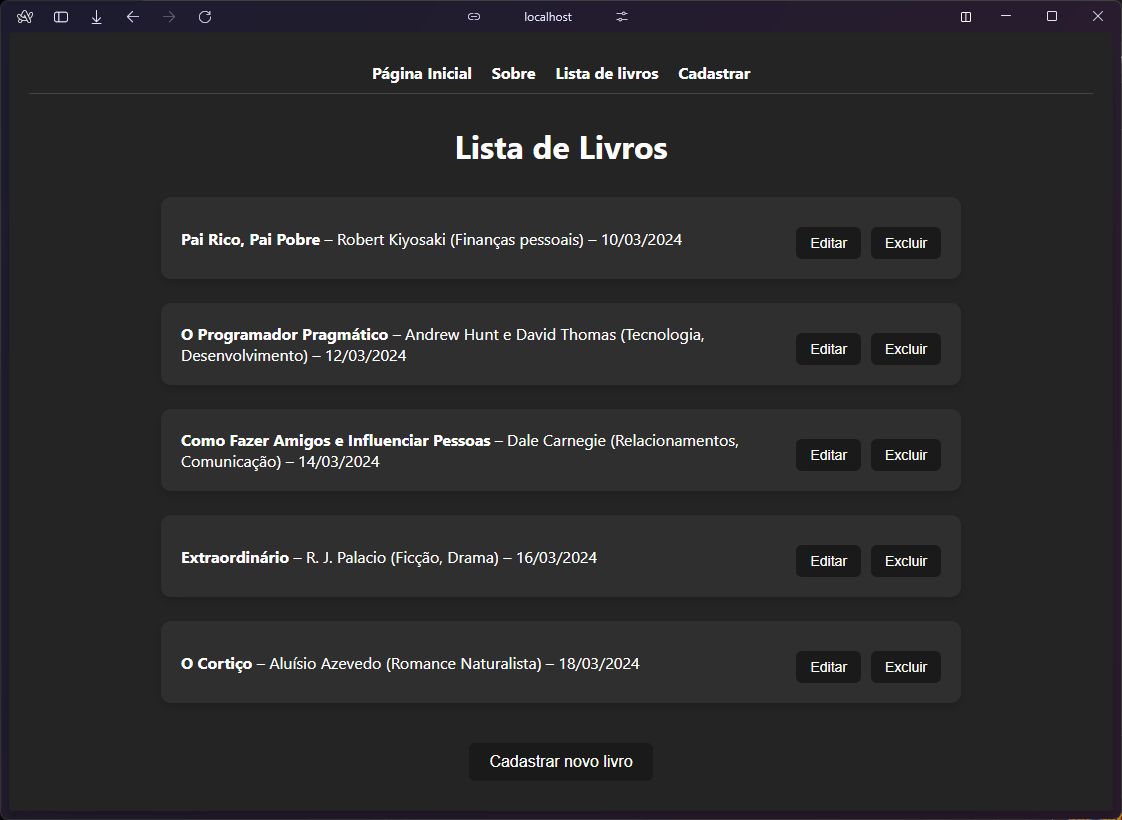 localhost
Página Inicial Sobre Lista de livros Cadastrar
Lista de Livros
Pai Rico, Pai Pobre – Robert Kiyosaki (Finanças pessoais) – 10/03/2024
Editar Excluir
O Programador Pragmático – Andrew Hunt e David Thomas (Tecnologia,
Desenvolvimento) – 12/03/2024
Editar Excluir
Como Fazer Amigos e Influenciar Pessoas – Dale Carnegie (Relacionamentos,
Comunicação) – 14/03/2024
Editar Excluir
Extraordinário – R. J. Palacio (Ficção, Drama) – 16/03/2024
Editar Excluir
O Cortiço – Aluísio Azevedo (Romance Naturalista) – 18/03/2024
Editar Excluir
Cadastrar novo livro